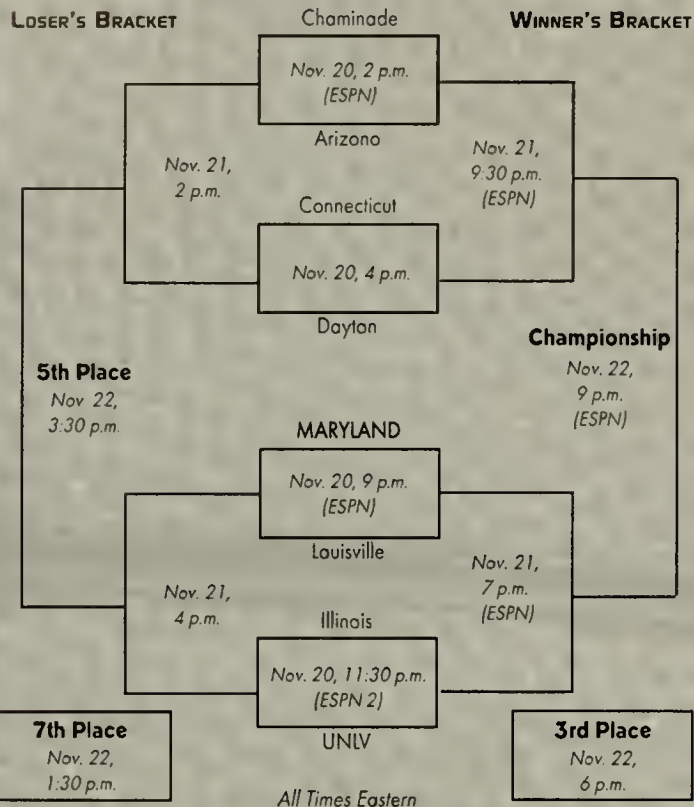 LOSER'S BRACKET
WINNER'S BRACKET
Chaminade
Nov. 20, 2 p.m.
(ESPN)
Arizono
Nov. 21,
2 p.m.
Nov. 21,
9:30 p.m.
(ESPN)
Connecticut
Nov. 20, 4 p.m.
Dayton
5th Place
Nov 22,
3:30 p.m.
Championship
Nov. 22,
9 p.m.
(ESPN)
MARYLAND
Nov. 20, 9 p.m.
(ESPN)
Louisville
Nov. 21,
4 p.m.
Nov. 21,
7 p.m.
(ESPN)
Illinois
Nov. 20, 11:30 p.m.
(ESPN 2)
UNLV
7th Place
Nov. 22,
1:30 p.m.
3rd Place
Nov. 22,
6 p.m.
All Times Eastern